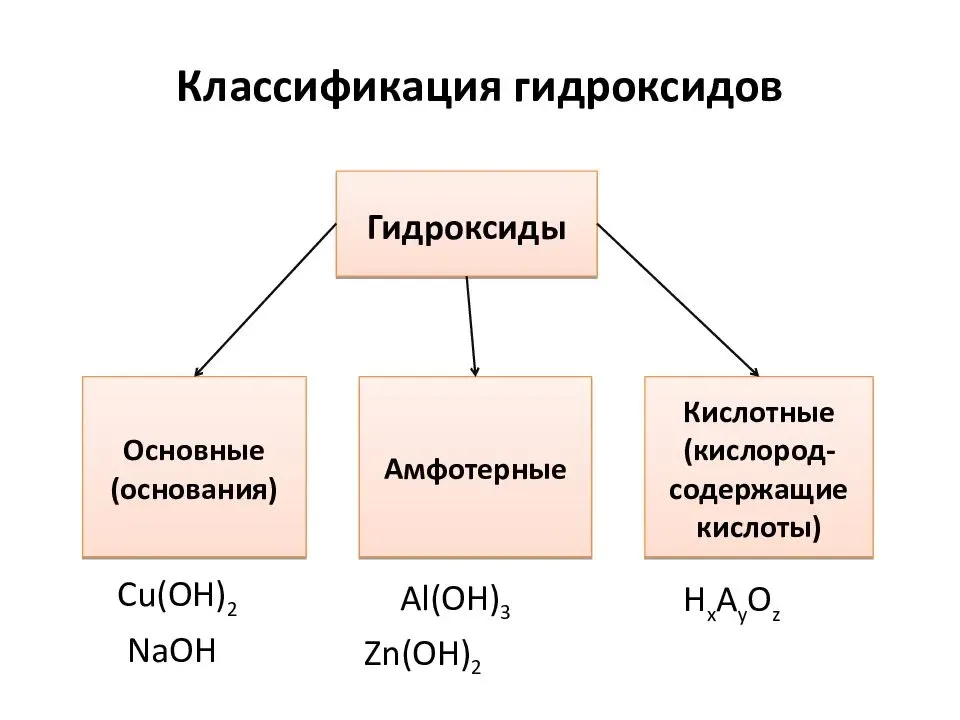 Классификация гидроксидов
Гидроксиды
Основные
(основания)
Амфотерные
Кислотные
(кислород-
содержащие
кислоты)
Cu(OH)₂
NaOH
Al(OH)₃
Zn(OH)₂
HₓAᵧO𝓏